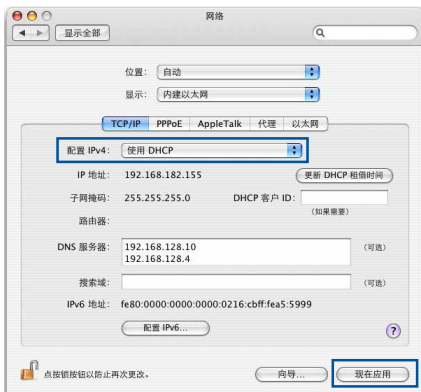 网络
显示全部
位置： 自动
显示： 内建以太网
TCP/IP PPPoE AppleTalk 代理 以太网
配置 IPv4： 使用 DHCP
IP 地址： 192.168.182.155 更新 DHCP 租借时间
子网掩码： 255.255.255.0 DHCP 客户 ID：
（如果需要）
路由器：
DNS 服务器： 192.168.128.10 （可选）
192.168.128.4
搜索域： （可选）
IPv6 地址： fe80:0000:0000:0000:0216:cbff:fea5:5999
配置 IPv6... ?
点按锁按钮以防止再次更改。 向导... 现在应用